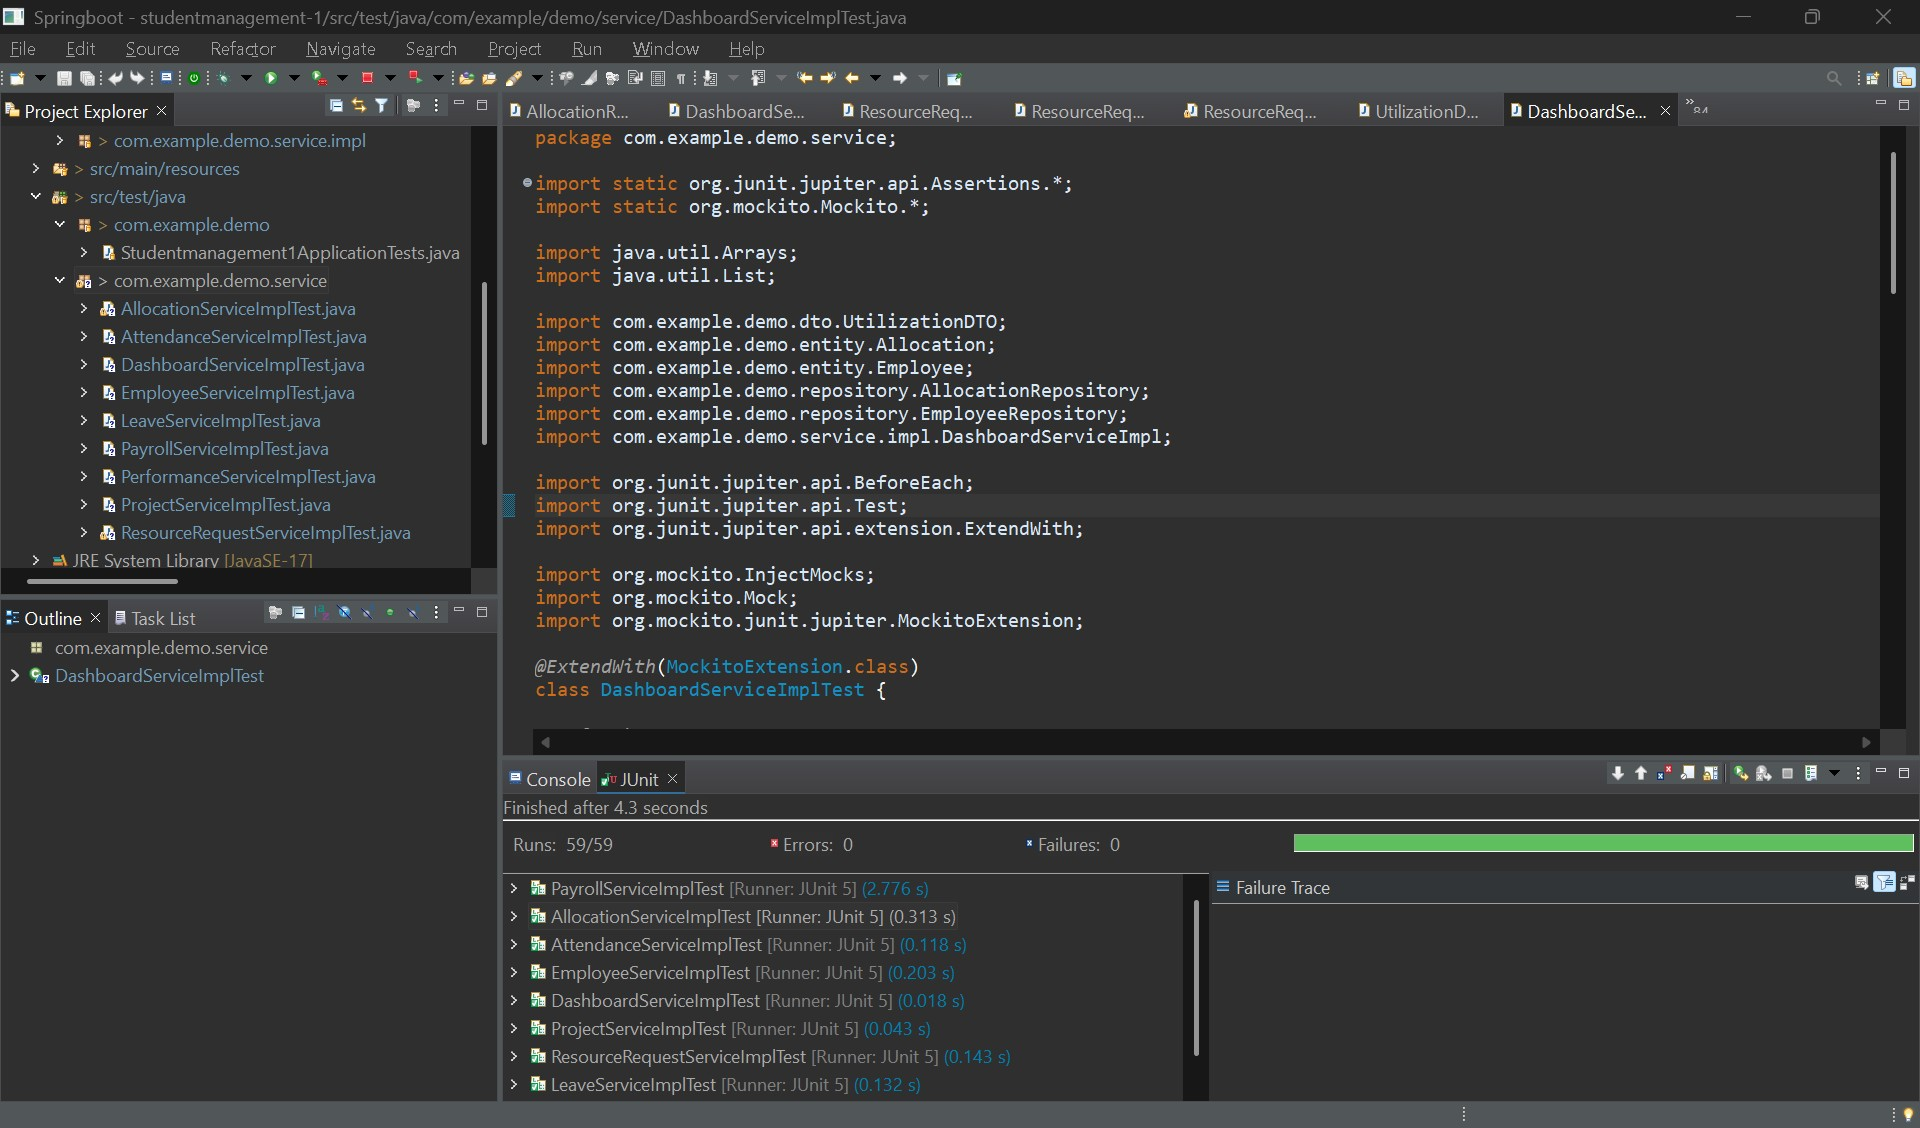 Springboot - studentmanagement-1/src/test/java/com/example/demo/service/DashboardServiceImplTest.java
File Edit Source Refactor Navigate Search Project Run Window Help
Project Explorer
> com.example.demo.service.impl
> src/main/resources
> src/test/java
> com.example.demo
Studentmanagement1ApplicationTests.java
> com.example.demo.service
AllocationServiceImplTest.java
AttendanceServiceImplTest.java
DashboardServiceImplTest.java
EmployeeServiceImplTest.java
LeaveServiceImplTest.java
PayrollServiceImplTest.java
PerformanceServiceImplTest.java
ProjectServiceImplTest.java
ResourceRequestServiceImplTest.java
JRE System Library [JavaSE-17]
Outline Task List
com.example.demo.service
DashboardServiceImplTest
AllocationR... DashboardSe... ResourceReq... ResourceReq... ResourceReq... UtilizationD... DashboardSe... »84
package com.example.demo.service;
import static org.junit.jupiter.api.Assertions.*;
import static org.mockito.Mockito.*;
import java.util.Arrays;
import java.util.List;
import com.example.demo.dto.UtilizationDTO;
import com.example.demo.entity.Allocation;
import com.example.demo.entity.Employee;
import com.example.demo.repository.AllocationRepository;
import com.example.demo.repository.EmployeeRepository;
import com.example.demo.service.impl.DashboardServiceImpl;
import org.junit.jupiter.api.BeforeEach;
import org.junit.jupiter.api.Test;
import org.junit.jupiter.api.extension.ExtendWith;
import org.mockito.InjectMocks;
import org.mockito.Mock;
import org.mockito.junit.jupiter.MockitoExtension;
@ExtendWith(MockitoExtension.class)
class DashboardServiceImplTest {
Console JUnit
Finished after 4.3 seconds
Runs: 59/59 Errors: 0 Failures: 0
PayrollServiceImplTest [Runner: JUnit 5] (2.776 s)
AllocationServiceImplTest [Runner: JUnit 5] (0.313 s)
AttendanceServiceImplTest [Runner: JUnit 5] (0.118 s)
EmployeeServiceImplTest [Runner: JUnit 5] (0.203 s)
DashboardServiceImplTest [Runner: JUnit 5] (0.018 s)
ProjectServiceImplTest [Runner: JUnit 5] (0.043 s)
ResourceRequestServiceImplTest [Runner: JUnit 5] (0.143 s)
LeaveServiceImplTest [Runner: JUnit 5] (0.132 s)
Failure Trace